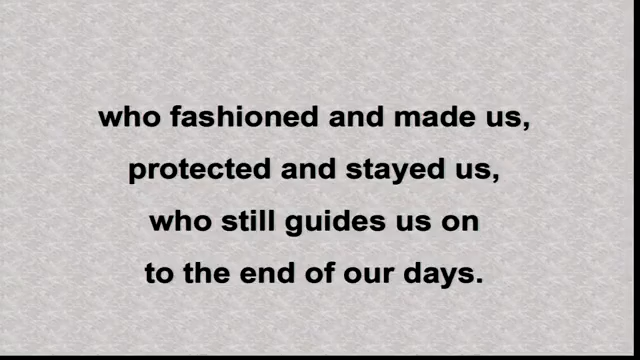 who fashioned and made us,
protected and stayed us,
who still guides us on
to the end of our days.